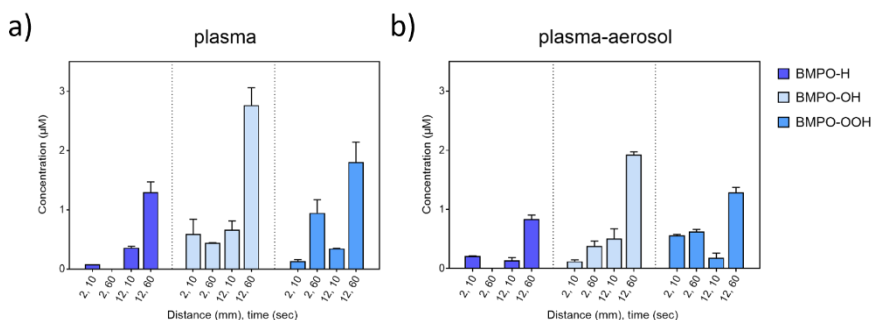 a)
plasma
Concentration (µM)
3
2
1
0
2, 10
2, 60
12, 10
12, 60
2, 10
2, 60
12, 10
12, 60
2, 10
2, 60
12, 10
12, 60
Distance (mm), time (sec)
b)
plasma-aerosol
Concentration (µM)
3
2
1
0
2, 10
2, 60
12, 10
12, 60
2, 10
2, 60
12, 10
12, 60
2, 10
2, 60
12, 10
12, 60
Distance (mm), time (sec)
BMPO-H
BMPO-OH
BMPO-OOH